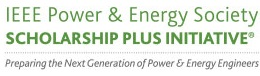 IEEE Power & Energy Society
SCHOLARSHIP PLUS INITIATIVE®
Preparing the Next Generation of Power & Energy Engineers